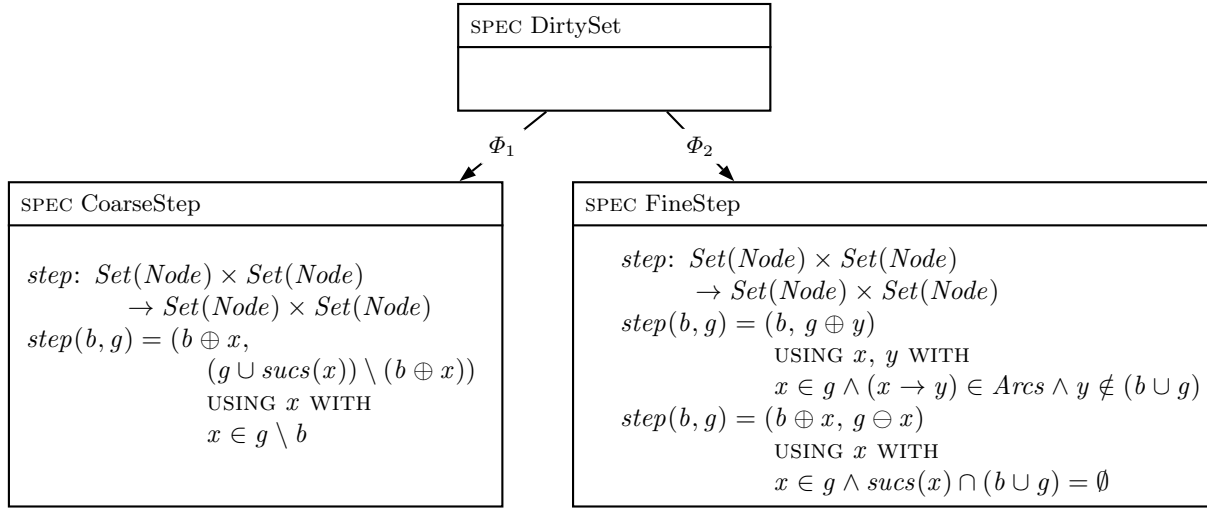 SPEC DirtySet
Φ₁
Φ₂
SPEC CoarseStep
step: Set(Node) × Set(Node)
→ Set(Node) × Set(Node)
step(b, g) = (b ⊕ x,
(g ∪ sucs(x)) \ (b ⊕ x))
USING x WITH
x ∈ g \ b
SPEC FineStep
step: Set(Node) × Set(Node)
→ Set(Node) × Set(Node)
step(b, g) = (b, g ⊕ y)
USING x, y WITH
x ∈ g ∧ (x → y) ∈ Arcs ∧ y ∉ (b ∪ g)
step(b, g) = (b ⊕ x, g ⊖ x)
USING x WITH
x ∈ g ∧ sucs(x) ∩ (b ∪ g) = ∅